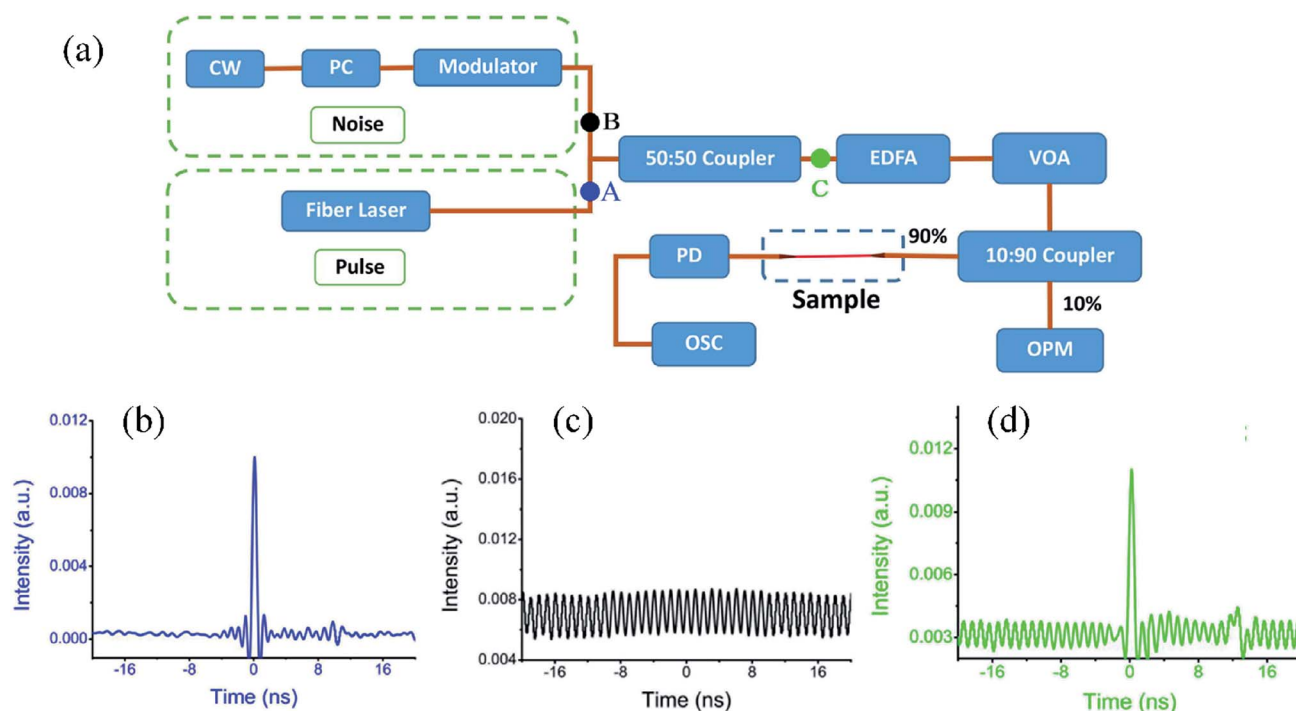 (a)
CW
PC
Modulator
Noise
B
A
Fiber Laser
Pulse
50:50 Coupler
C
EDFA
VOA
90%
10:90 Coupler
10%
OPM
PD
Sample
OSC
(b)
Intensity (a.u.)
0.012
0.008
0.004
0.000
-16
-8
0
8
16
Time (ns)
(c)
Intensity (a.u.)
0.020
0.016
0.012
0.008
0.004
-16
-8
0
8
16
Time (ns)
(d)
Intensity (a.u.)
0.012
0.009
0.006
0.003
-16
-8
0
8
16
Time (ns)